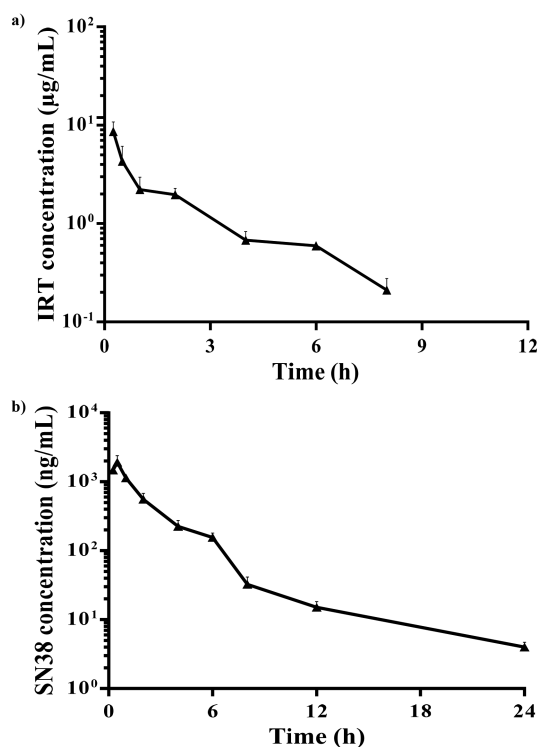 a)
IRT concentration (µg/mL)
10²
10¹
10⁰
10⁻¹
0 3 6 9 12
Time (h)
b)
SN38 concentration (ng/mL)
10⁴
10³
10²
10¹
10⁰
0 6 12 18 24
Time (h)